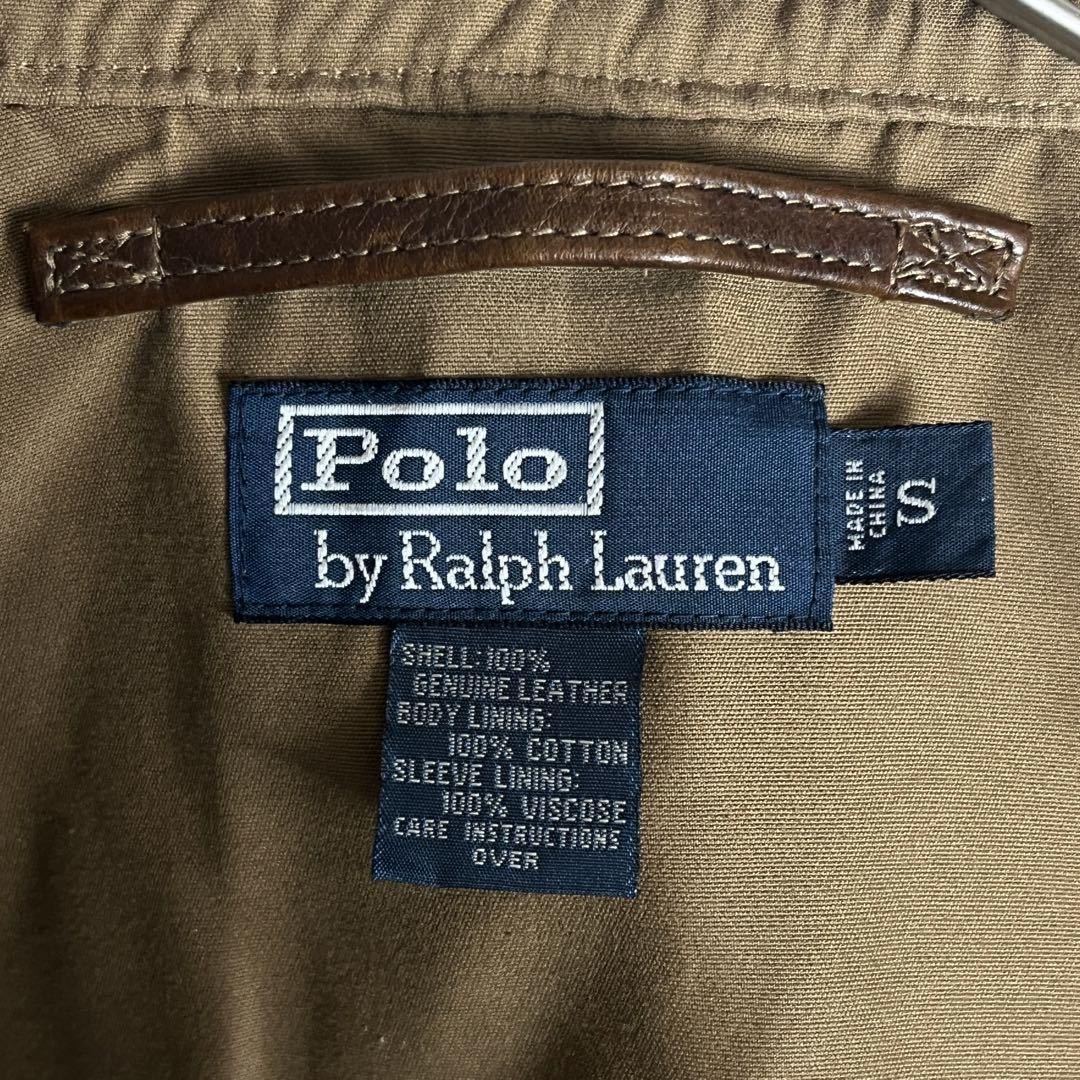 Polo
by Ralph Lauren
MADE IN
CHINA
S
SHELL:100%
GENUINE LEATHER
BODY LINING:
100% COTTON
SLEEVE LINING:
100% VISCOSE
CARE INSTRUCTIONS
OVER